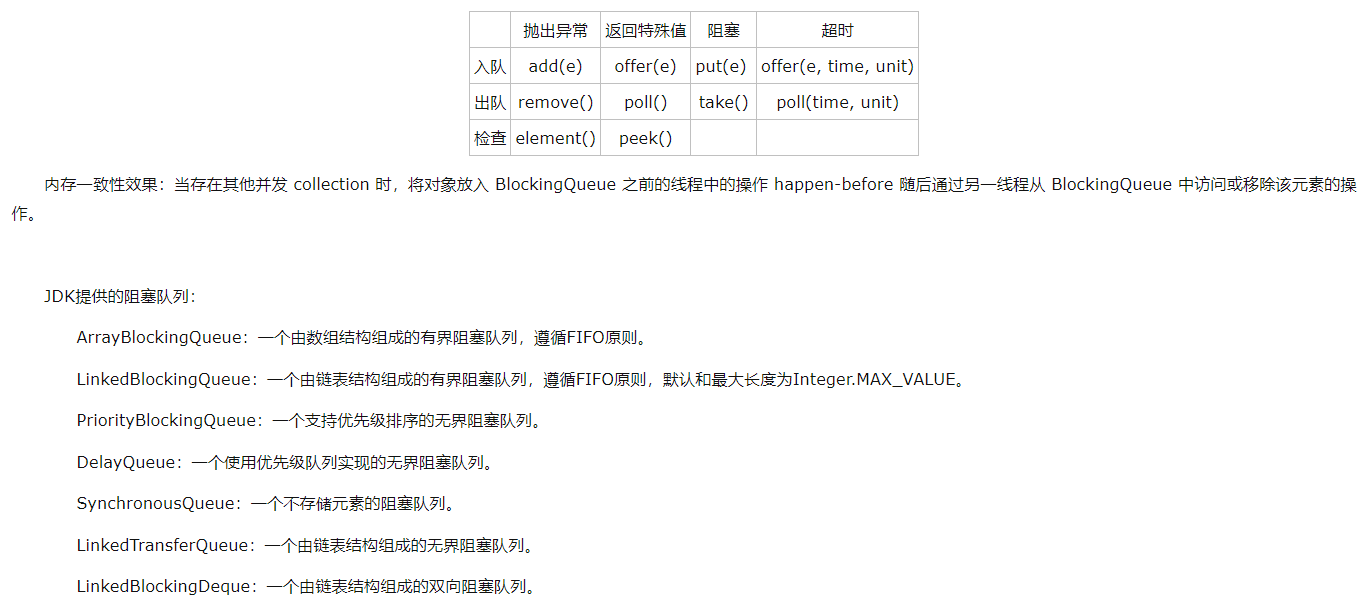 抛出异常 返回特殊值 阻塞 超时
入队 add(e) offer(e) put(e) offer(e, time, unit)
出队 remove() poll() take() poll(time, unit)
检查 element() peek()
内存一致性效果：当存在其他并发 collection 时，将对象放入 BlockingQueue 之前的线程中的操作 happen-before 随后通过另一线程从 BlockingQueue 中访问或移除该元素的操
作。
JDK提供的阻塞队列：
ArrayBlockingQueue：一个由数组结构组成的有界阻塞队列，遵循FIFO原则。
LinkedBlockingQueue：一个由链表结构组成的有界阻塞队列，遵循FIFO原则，默认和最大长度为Integer.MAX_VALUE。
PriorityBlockingQueue：一个支持优先级排序的无界阻塞队列。
DelayQueue：一个使用优先级队列实现的无界阻塞队列。
SynchronousQueue：一个不存储元素的阻塞队列。
LinkedTransferQueue：一个由链表结构组成的无界阻塞队列。
LinkedBlockingDeque：一个由链表结构组成的双向阻塞队列。